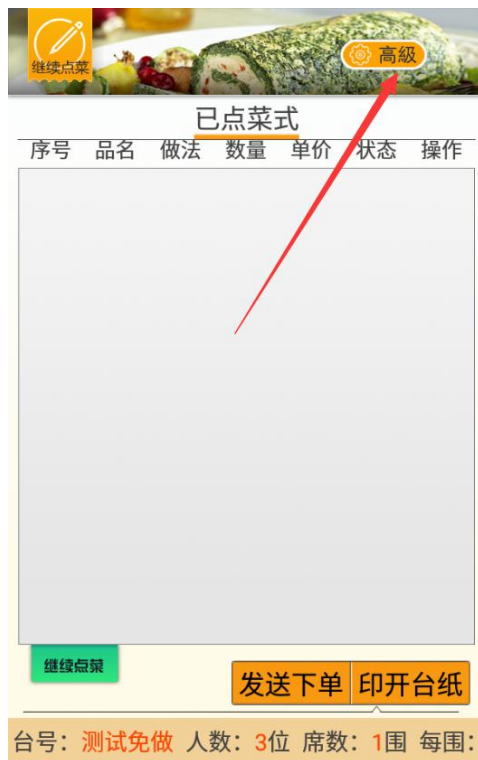 继续点菜
高級
已点菜式
序号 品名 做法 数量 单价 状态 操作
继续点菜
发送下单 印开台纸
台号：测试免做 人数：3位 席数：1围 每围：